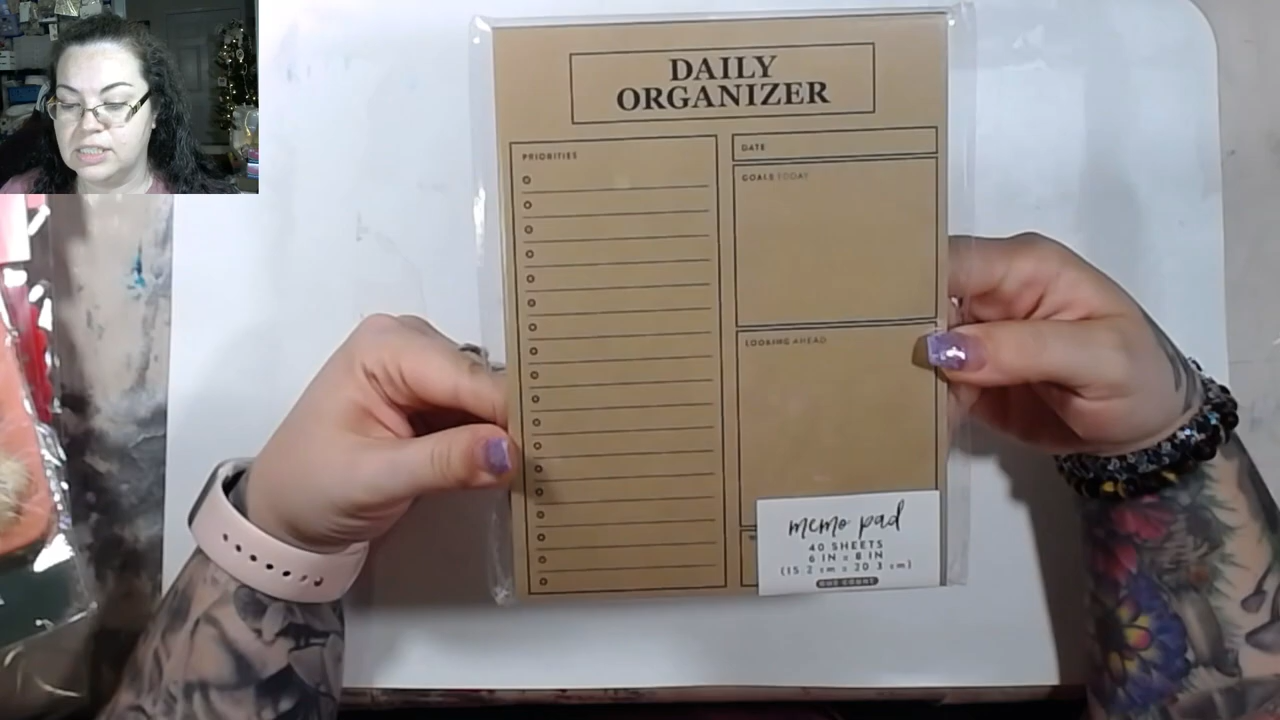 DAILY
ORGANIZER
PRIORITIES
DATE
GOALS TODAY
LOOKING AHEAD
memo pad
40 SHEETS
6 IN x 8 IN
(15.2 cm x 20.3 cm)
ONE COUNT